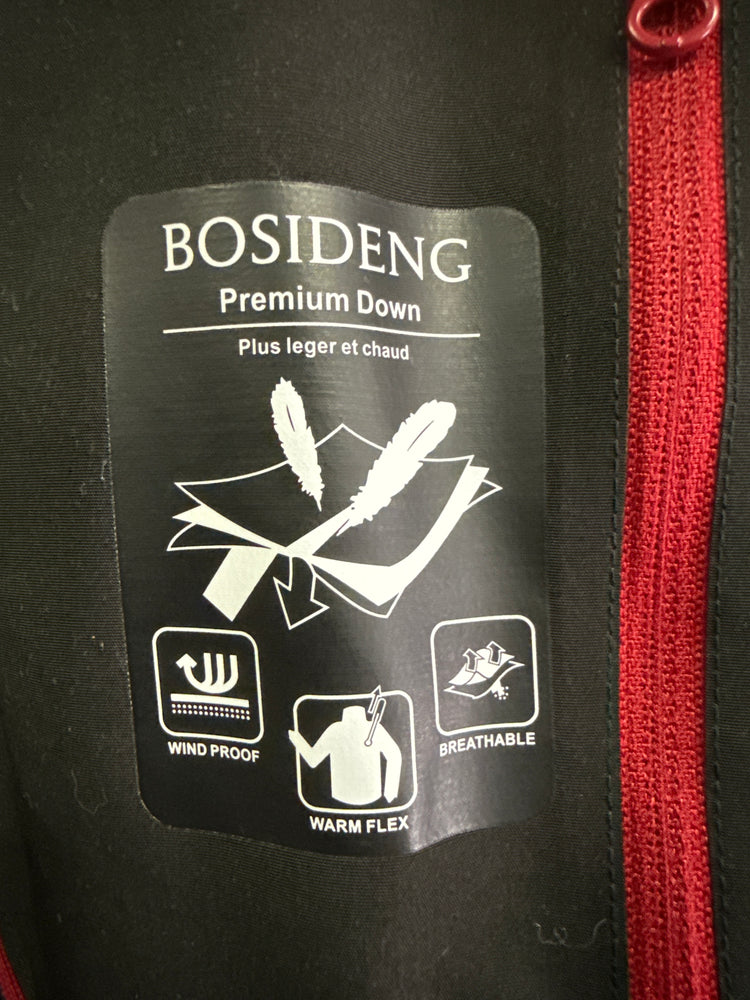 BOSIDENG
Premium Down
Plus leger et chaud
WIND PROOF
WARM FLEX
BREATHABLE